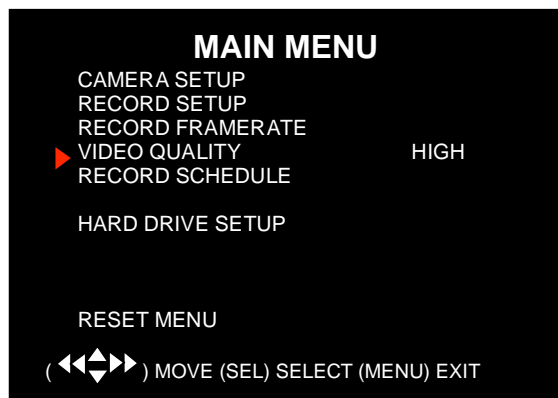 MAIN MENU
CAMERA SETUP
RECORD SETUP
RECORD FRAMERATE
VIDEO QUALITY HIGH
RECORD SCHEDULE
HARD DRIVE SETUP
RESET MENU
( ) MOVE (SEL) SELECT (MENU) EXIT